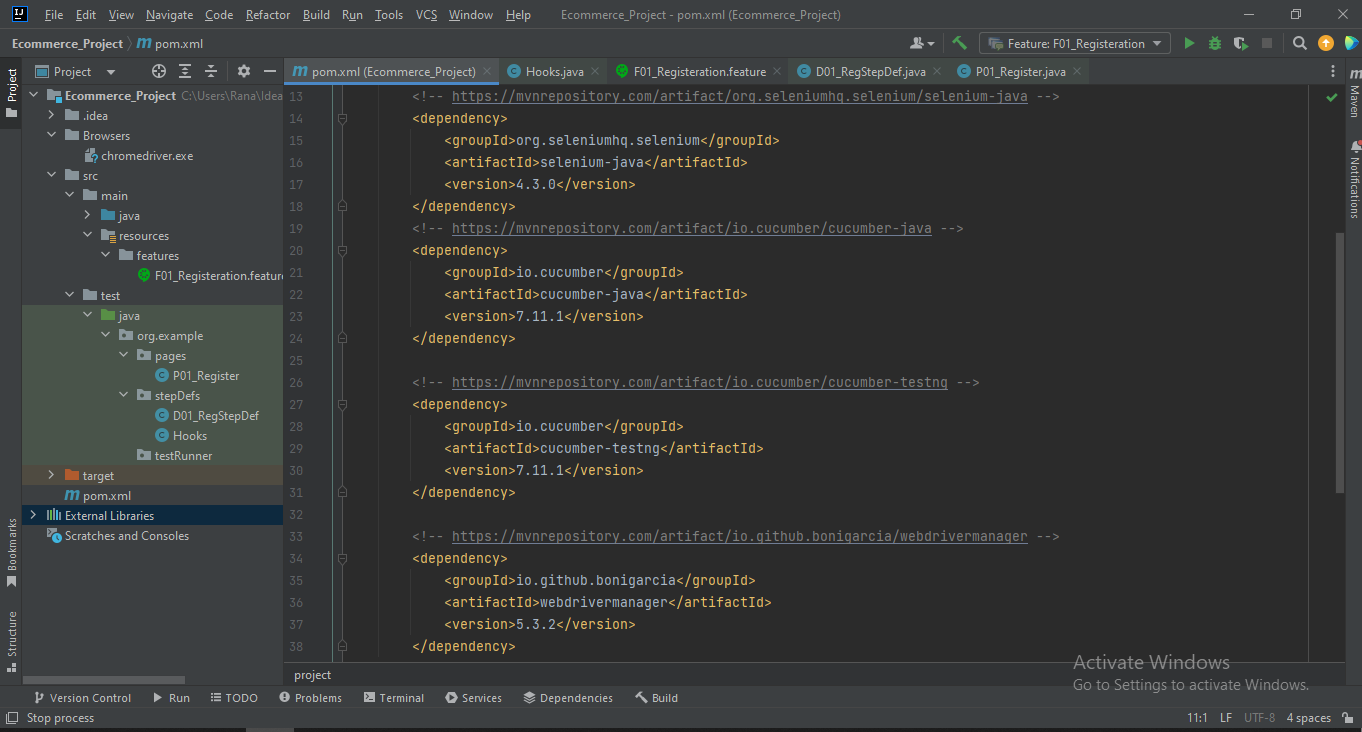 File Edit View Navigate Code Refactor Build Run Tools VCS Window Help Ecommerce_Project - pom.xml (Ecommerce_Project)
Ecommerce_Project pom.xml Feature: F01_Registeration
Project pom.xml (Ecommerce_Project) Hooks.java F01_Registeration.feature D01_RegStepDef.java P01_Register.java
Project
Bookmarks
Structure
Ecommerce_Project C:\Users\Rana\Idea
.idea
Browsers
chromedriver.exe
src
main
java
resources
features
F01_Registeration.feature
test
java
org.example
pages
P01_Register
stepDefs
D01_RegStepDef
Hooks
testRunner
target
pom.xml
External Libraries
Scratches and Consoles
13 <!-- https://mvnrepository.com/artifact/org.seleniumhq.selenium/selenium-java -->
14 <dependency>
15 <groupId>org.seleniumhq.selenium</groupId>
16 <artifactId>selenium-java</artifactId>
17 <version>4.3.0</version>
18 </dependency>
19 <!-- https://mvnrepository.com/artifact/io.cucumber/cucumber-java -->
20 <dependency>
21 <groupId>io.cucumber</groupId>
22 <artifactId>cucumber-java</artifactId>
23 <version>7.11.1</version>
24 </dependency>
25
26 <!-- https://mvnrepository.com/artifact/io.cucumber/cucumber-testng -->
27 <dependency>
28 <groupId>io.cucumber</groupId>
29 <artifactId>cucumber-testng</artifactId>
30 <version>7.11.1</version>
31 </dependency>
32
33 <!-- https://mvnrepository.com/artifact/io.github.bonigarcia/webdrivermanager -->
34 <dependency>
35 <groupId>io.github.bonigarcia</groupId>
36 <artifactId>webdrivermanager</artifactId>
37 <version>5.3.2</version>
38 </dependency>
project
Maven
Notifications
Activate Windows
Go to Settings to activate Windows.
Version Control Run TODO Problems Terminal Services Dependencies Build
Stop process 11:1 LF UTF-8 4 spaces